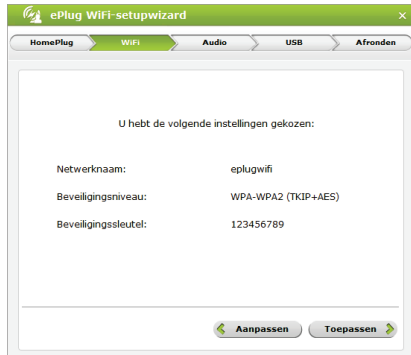 ePlug WiFi-setupwizard
HomePlug WiFi Audio USB Afronden
U hebt de volgende instellingen gekozen:
Netwerknaam: eplugwifi
Beveiligingsniveau: WPA-WPA2 (TKIP+AES)
Beveiligingssleutel: 123456789
Aanpassen Toepassen